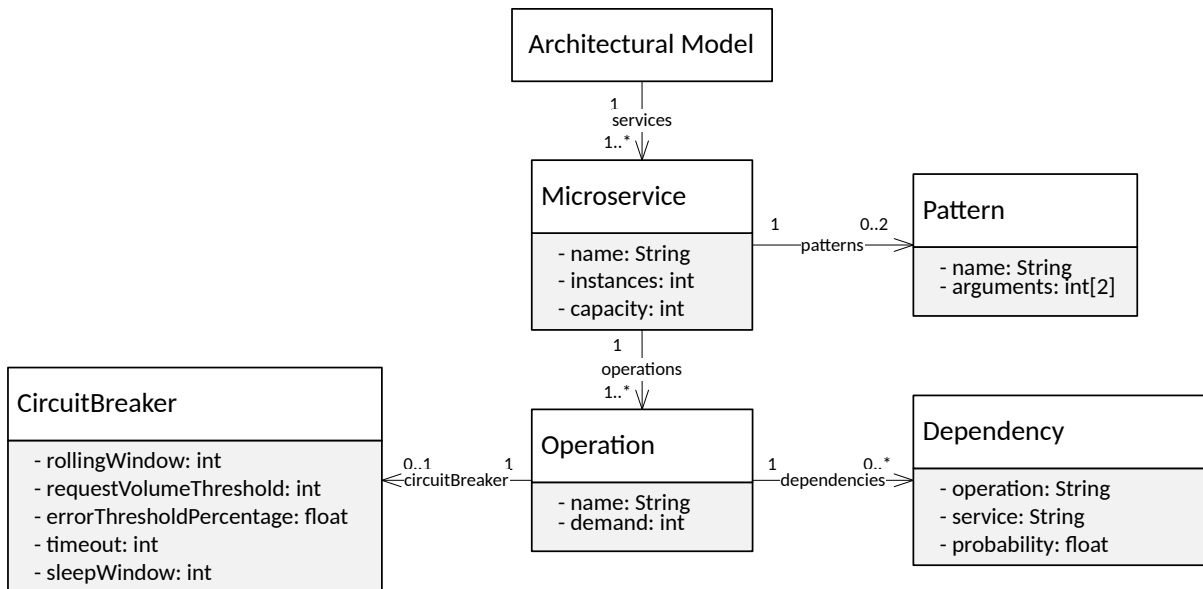 Architectural Model
1
services
1..*
Microservice
- name: String
- instances: int
- capacity: int
1
patterns
0..2
Pattern
- name: String
- arguments: int[2]
1
operations
1..*
CircuitBreaker
- rollingWindow: int
- requestVolumeThreshold: int
- errorThresholdPercentage: float
- timeout: int
- sleepWindow: int
0..1
circuitBreaker
1
Operation
- name: String
- demand: int
1
dependencies
0..*
Dependency
- operation: String
- service: String
- probability: float